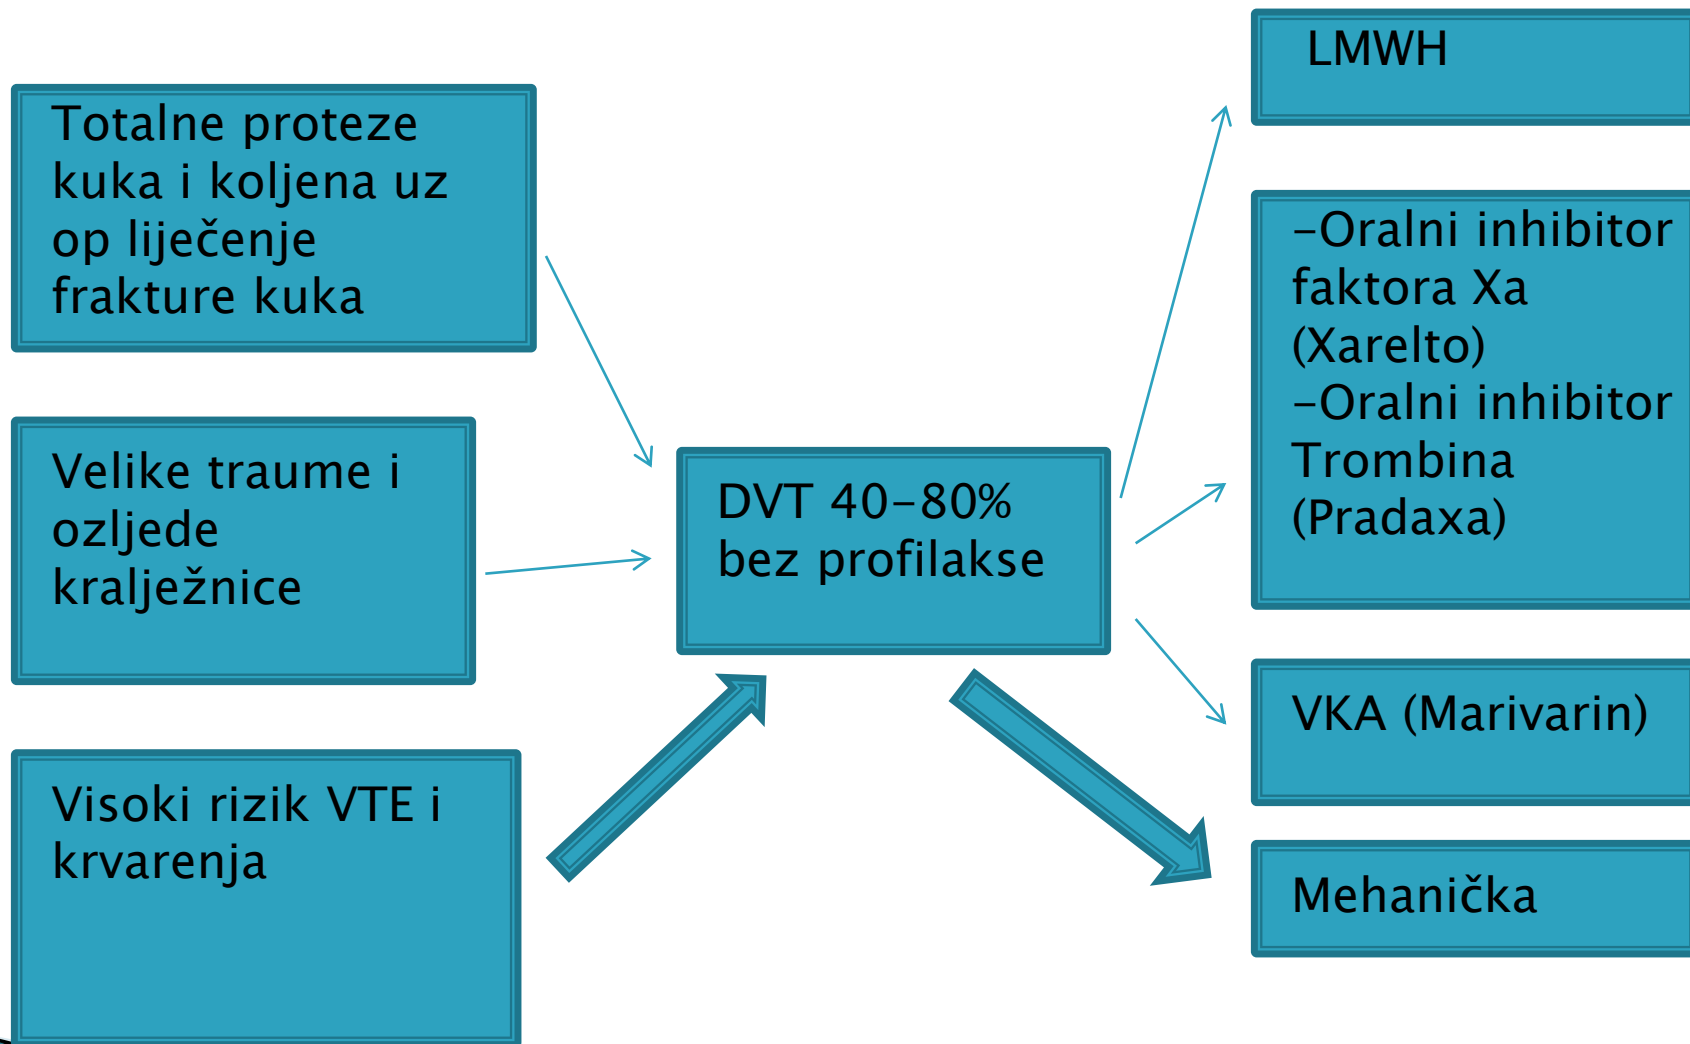 Totalne proteze
kuka i koljena uz
op liječenje
frakture kuka
Velike traume i
ozljede
kralježnice
Visoki rizik VTE i
krvarenja
DVT 40-80%
bez profilakse
LMWH
-Oralni inhibitor
faktora Xa
(Xarelto)
-Oralni inhibitor
Trombina
(Pradaxa)
VKA (Marivarin)
Mehanička